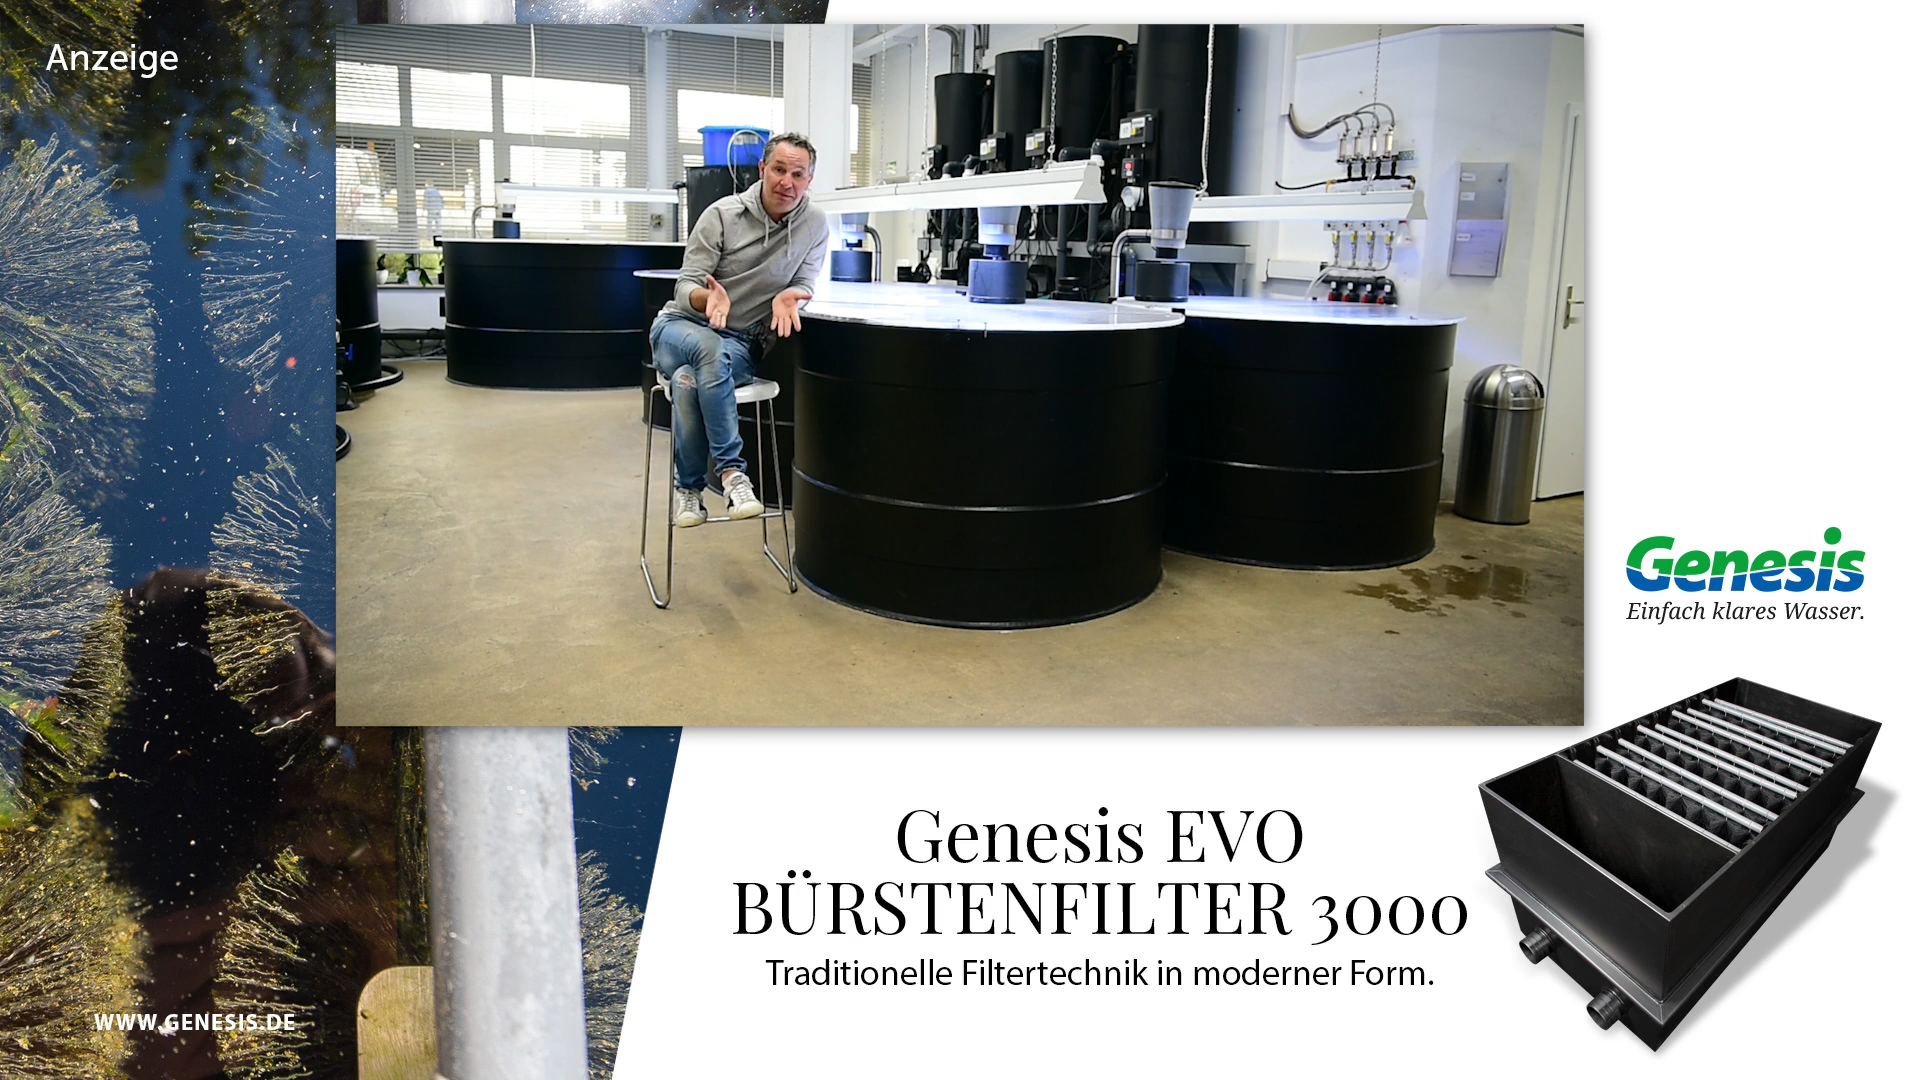 Anzeige
Genesis
Einfach klares Wasser.
Genesis EVO
BÜRSTENFILTER 3000
Traditionelle Filtertechnik in moderner Form.
WWW.GENESIS.DE